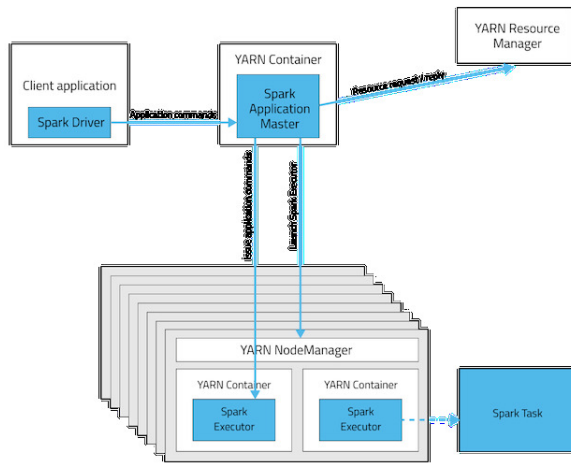 Client application
Spark Driver
Application commands
YARN Container
Spark
Application
Master
Resource request / reply
YARN Resource
Manager
Issue application commands
Launch Spark Executor
YARN NodeManager
YARN Container
Spark
Executor
YARN Container
Spark
Executor
Spark Task